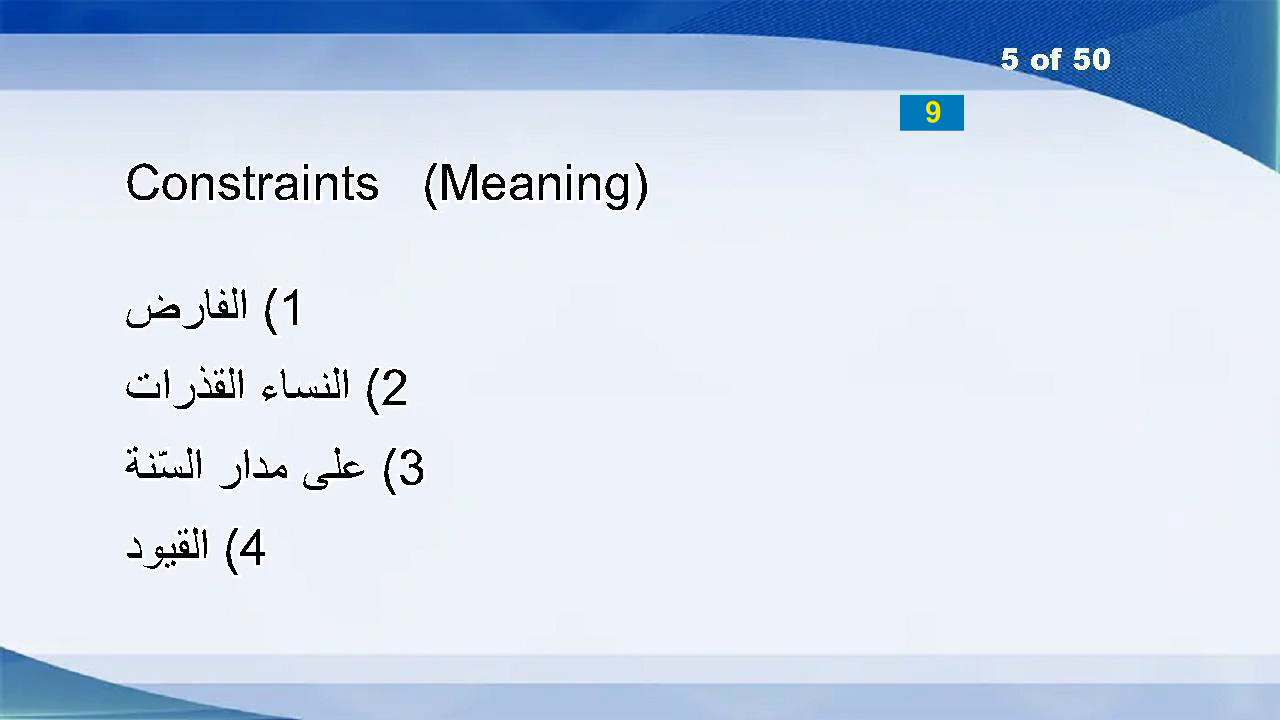 5 of 50
9
Constraints (Meaning)
1) الفارض
2) النساء القذرات
3) على مدار السّنة
4) القيود